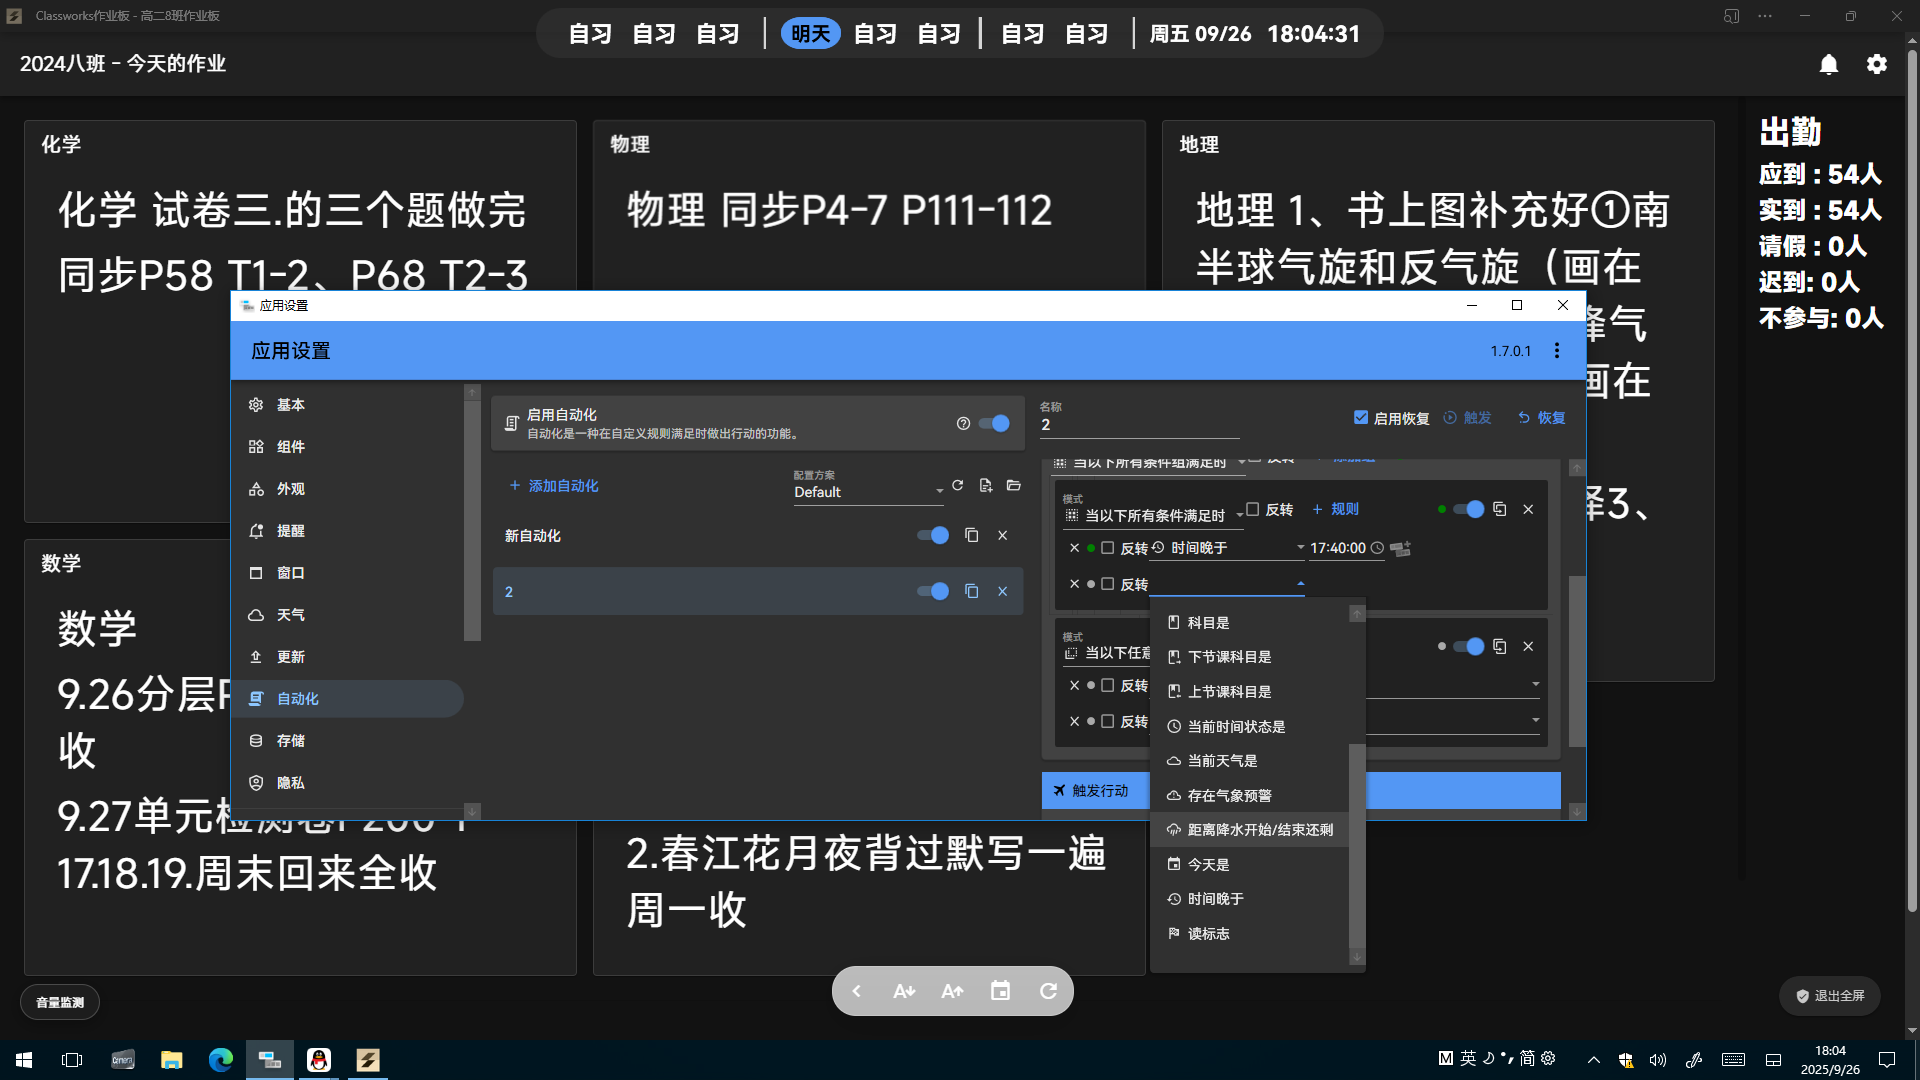 Classworks作业板 - 高二8班作业板
自习 自习 自习 | 明天 自习 自习 | 自习 自习 | 周五 09/26 18:04:31
2024八班 - 今天的作业
化学
化学 试卷三.的三个题做完
同步P58 T1-2、P68 T2-3
物理
物理 同步P4-7 P111-112
地理
地理 1、书上图补充好①南
半球气旋和反气旋（画在
气
画在
3、
出勤
应到 : 54人
实到 : 54人
请假 : 0人
迟到: 0人
不参与: 0人
数学
数学
9.26分层
收
9.27单元检测卷
17.18.19.周末回来全收
2.春江花月夜背过默写一遍
周一收
应用设置
应用设置
1.7.0.1
基本
组件
外观
提醒
窗口
天气
更新
自动化
存储
隐私
启用自动化
自动化是一种在自定义规则满足时做出行动的功能。
添加自动化
配置方案
Default
新自动化
2
名称
2
启用恢复
触发
恢复
当以下所有条件组满足时 反转 添加组
模式
当以下所有条件满足时 反转 + 规则
反转 时间晚于 17:40:00
反转
模式
当以下任意
反转
反转
触发行动
科目是
下节课科目是
上节课科目是
当前时间状态是
当前天气是
存在气象预警
距离降水开始/结束还剩
今天是
时间晚于
读标志
音量监测
退出全屏
M 英 简
18:04
2025/9/26